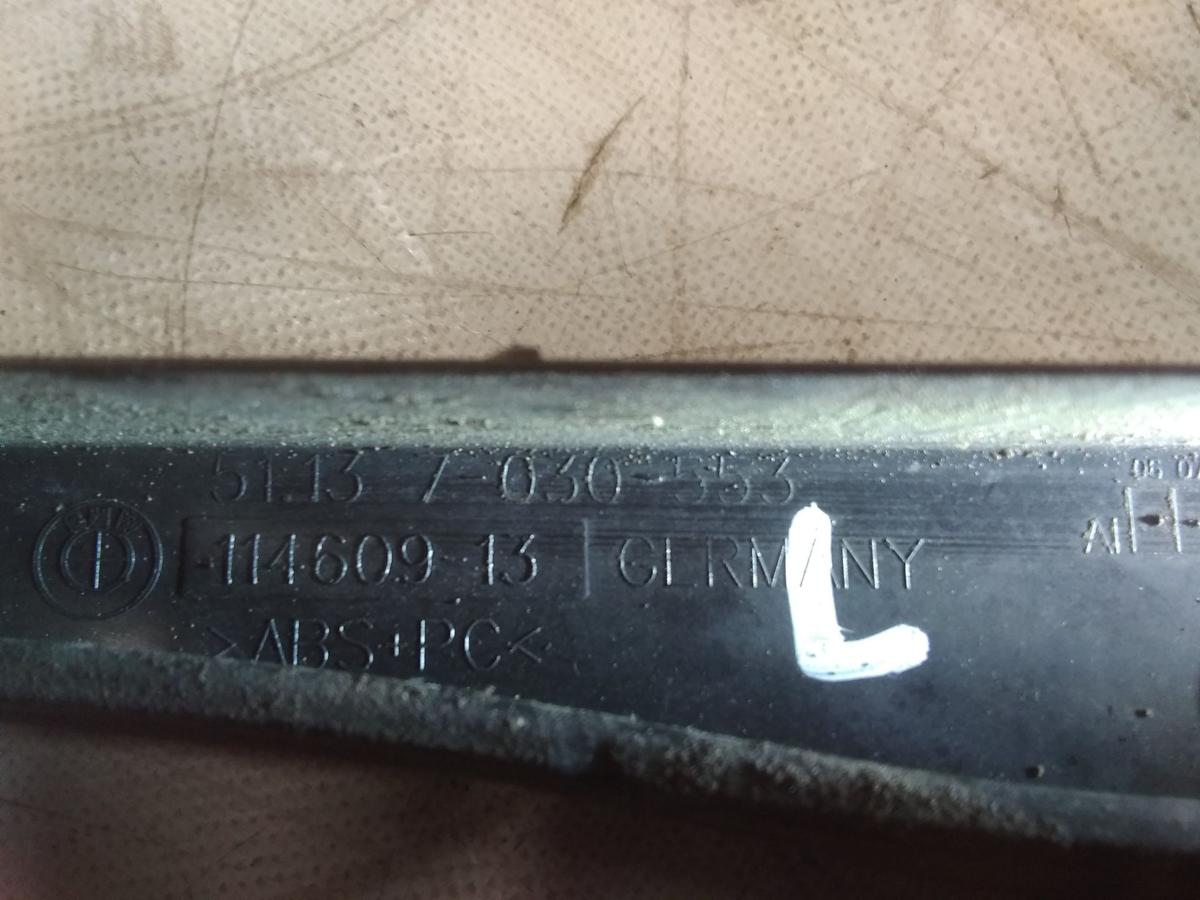 51.13 7-030-553
114609 13 GERMANY
>ABS+PC<
L